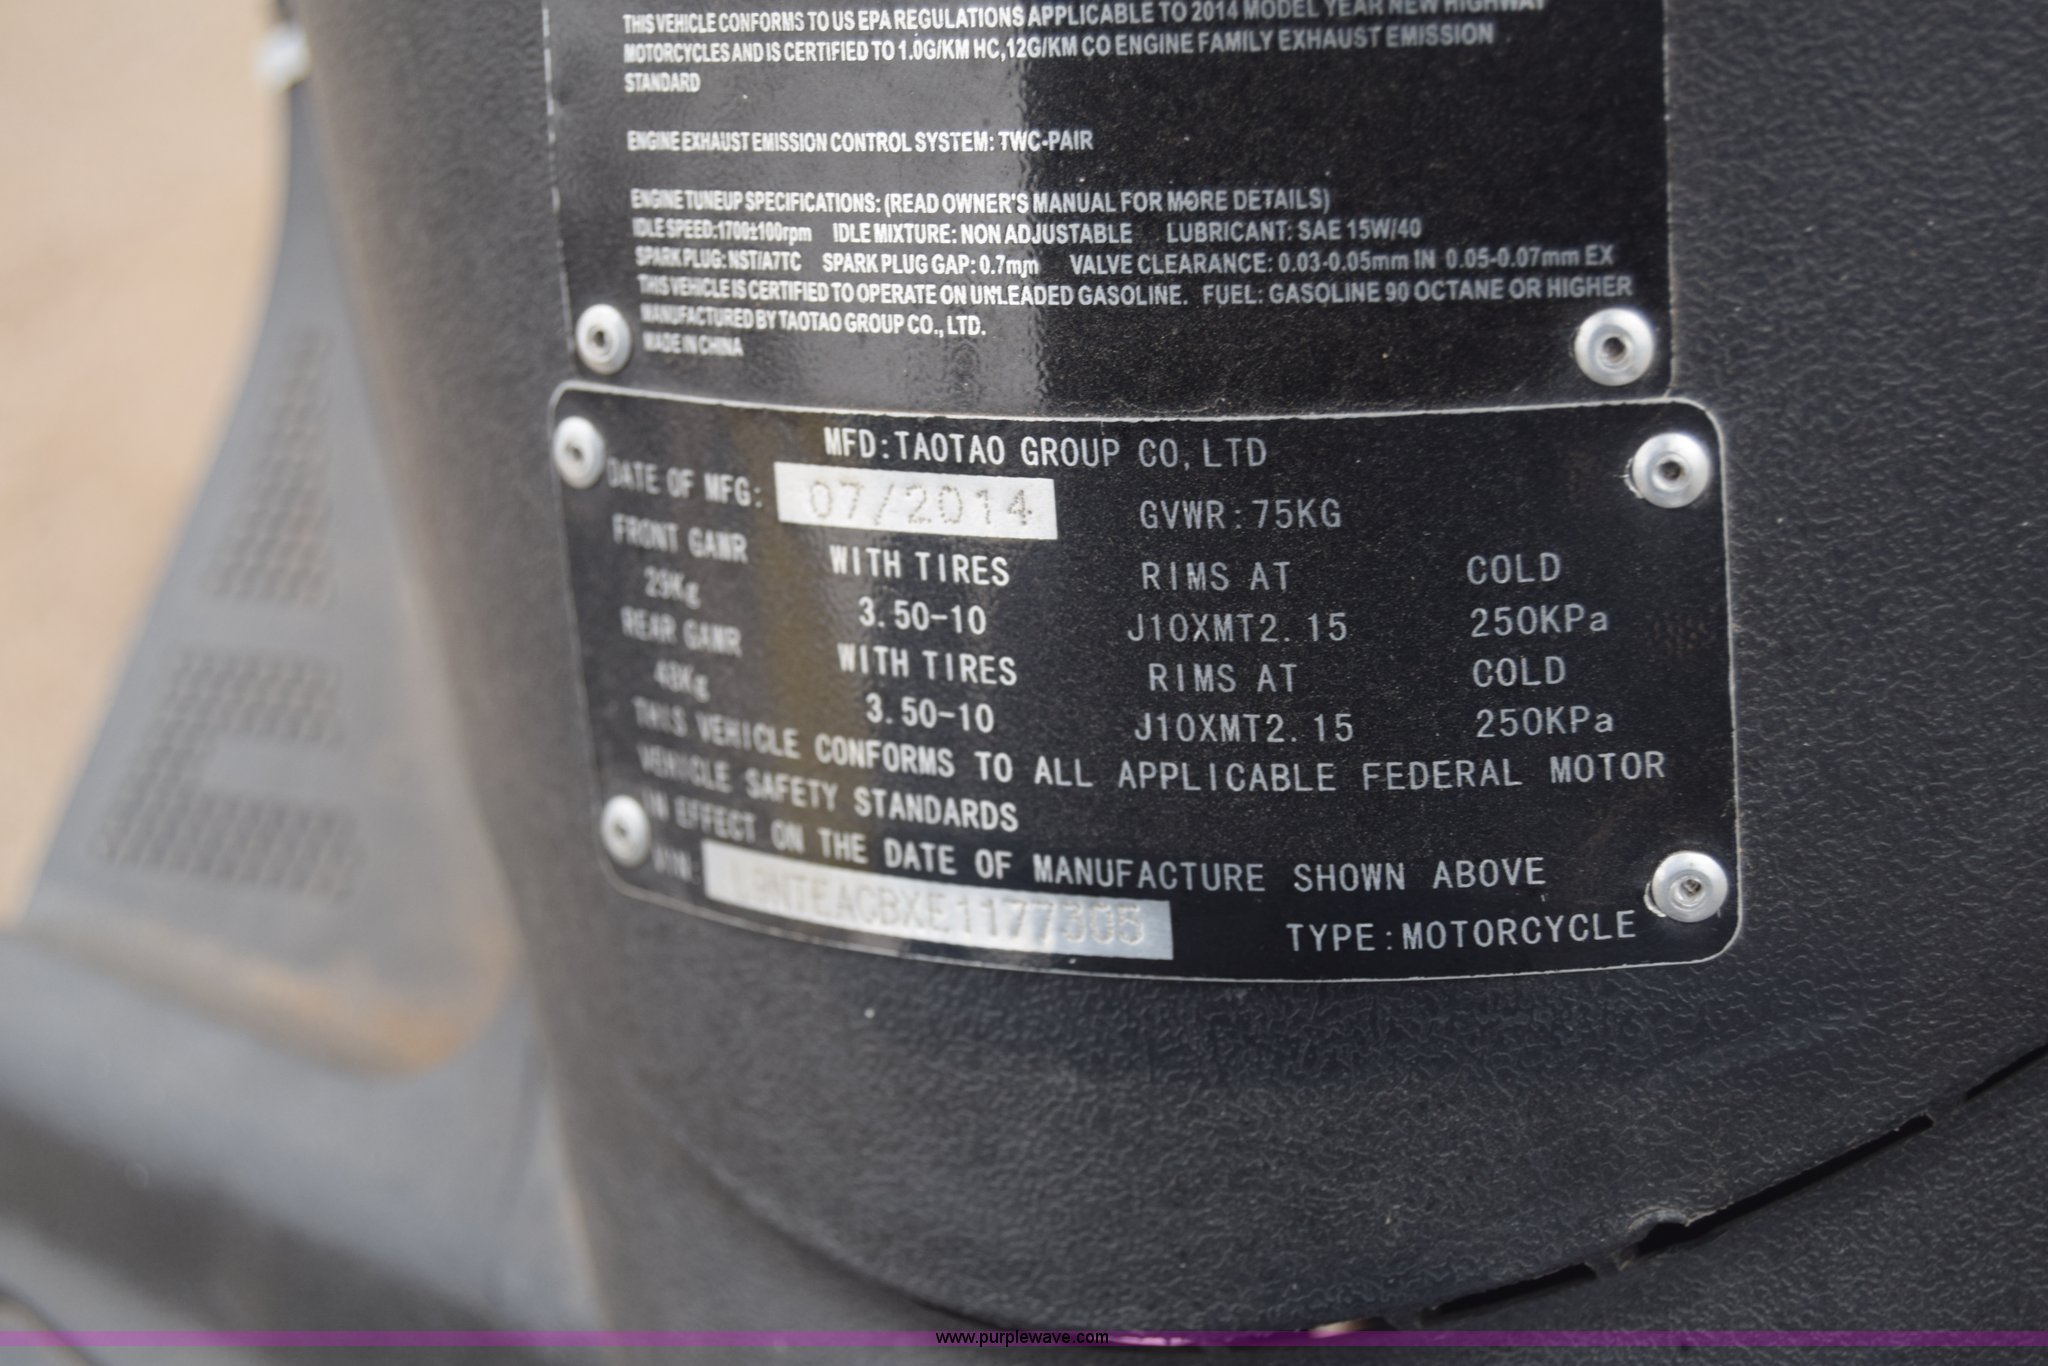 THIS VEHICLE CONFORMS TO US EPA REGULATIONS APPLICABLE TO 2014 MODEL YEAR NEW HIGHWAY
MOTORCYCLES AND IS CERTIFIED TO 1.0G/KM HC,12G/KM CO ENGINE FAMILY EXHAUST EMISSION
STANDARD
ENGINE EXHAUST EMISSION CONTROL SYSTEM: TWC-PAIR
ENGINE TUNEUP SPECIFICATIONS: (READ OWNER'S MANUAL FOR MORE DETAILS)
IDLE SPEED:1700±100rpm IDLE MIXTURE: NON ADJUSTABLE LUBRICANT: SAE 15W/40
SPARK PLUG: NST/A7TC SPARK PLUG GAP: 0.7mm VALVE CLEARANCE: 0.03-0.05mm IN 0.05-0.07mm EX
THIS VEHICLE IS CERTIFIED TO OPERATE ON UNLEADED GASOLINE. FUEL: GASOLINE 90 OCTANE OR HIGHER
MANUFACTURED BY TAOTAO GROUP CO., LTD.
MADE IN CHINA
MFD:TAOTAO GROUP CO,LTD
DATE OF MFG: 07/2014 GVWR:75KG
FRONT GAWR WITH TIRES RIMS AT COLD
29Kg 3.50-10 J10XMT2.15 250KPa
REAR GAWR WITH TIRES RIMS AT COLD
48Kg 3.50-10 J10XMT2.15 250KPa
THIS VEHICLE CONFORMS TO ALL APPLICABLE FEDERAL MOTOR
VEHICLE SAFETY STANDARDS
IN EFFECT ON THE DATE OF MANUFACTURE SHOWN ABOVE
VIN: L9NTEACBXE1177305 TYPE:MOTORCYCLE
www.purplewave.com